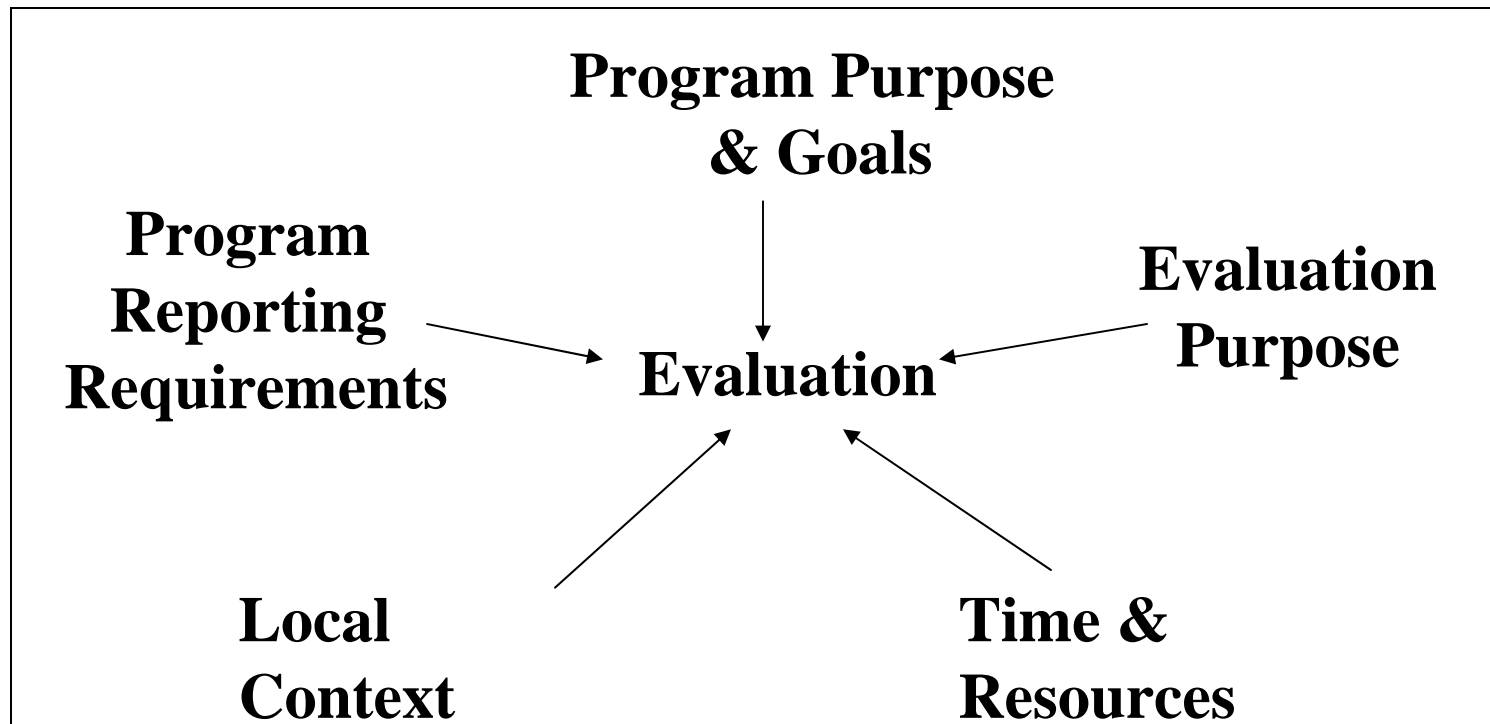 Program Purpose
& Goals
Program
Reporting
Requirements
Evaluation
Purpose
Evaluation
Local
Context
Time &
Resources